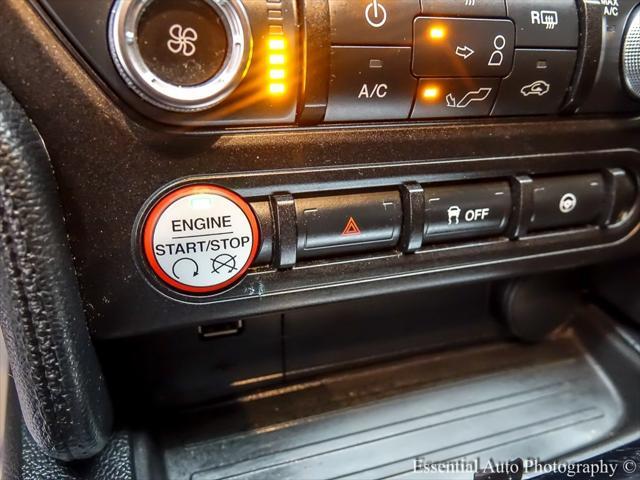 R
MAX
A/C
A/C
ENGINE
START/STOP
OFF
Essential Auto Photography (c)